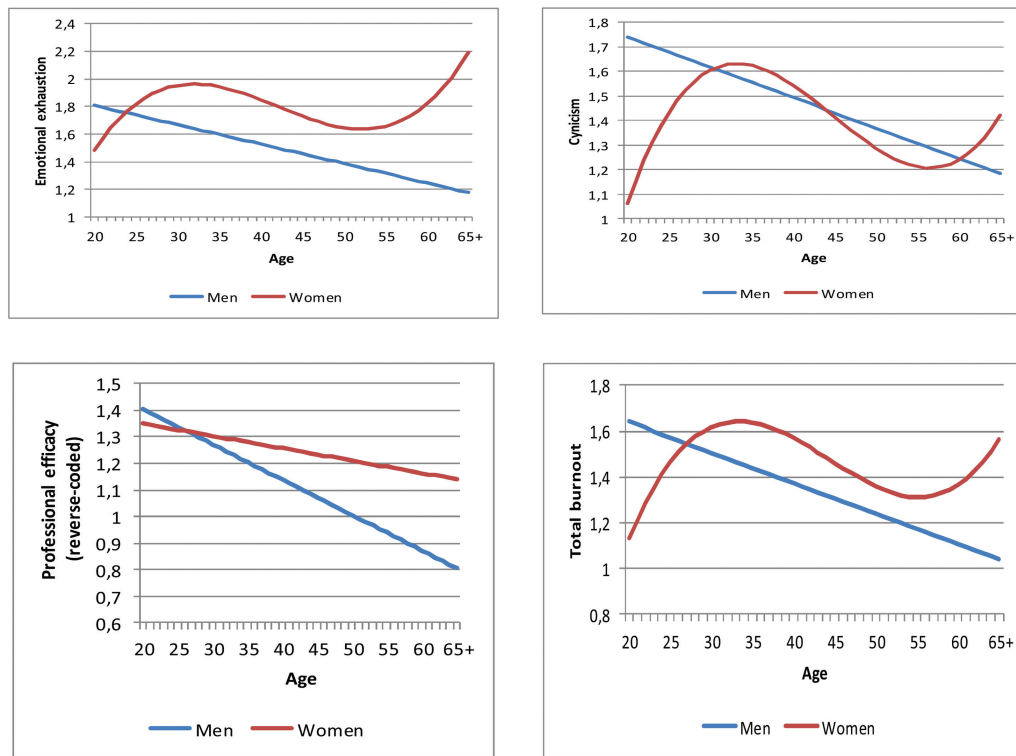 2,4
2,2
2
1,8
1,6
1,4
1,2
1
Emotional exhaustion
20 25 30 35 40 45 50 55 60 65+
Age
Men Women
1,8
1,7
1,6
1,5
1,4
1,3
1,2
1,1
1
Cynicism
20 25 30 35 40 45 50 55 60 65+
Age
Men Women
1,5
1,4
1,3
1,2
1,1
1
0,9
0,8
0,7
0,6
Professional efficacy
(reverse-coded)
20 25 30 35 40 45 50 55 60 65+
Age
Men Women
1,8
1,6
1,4
1,2
1
0,8
Total burnout
20 25 30 35 40 45 50 55 60 65+
Age
Men Women